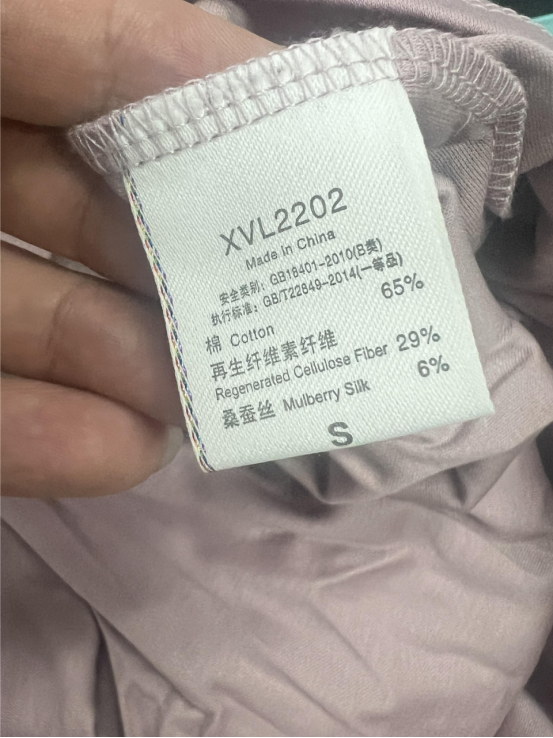 XVL2202
Made in China
安全类别: GB18401-2010(B类)
执行标准: GB/T22849-2014(一等品)
棉 Cotton 65%
再生纤维素纤维
Regenerated Cellulose Fiber 29%
桑蚕丝 Mulberry Silk 6%
S